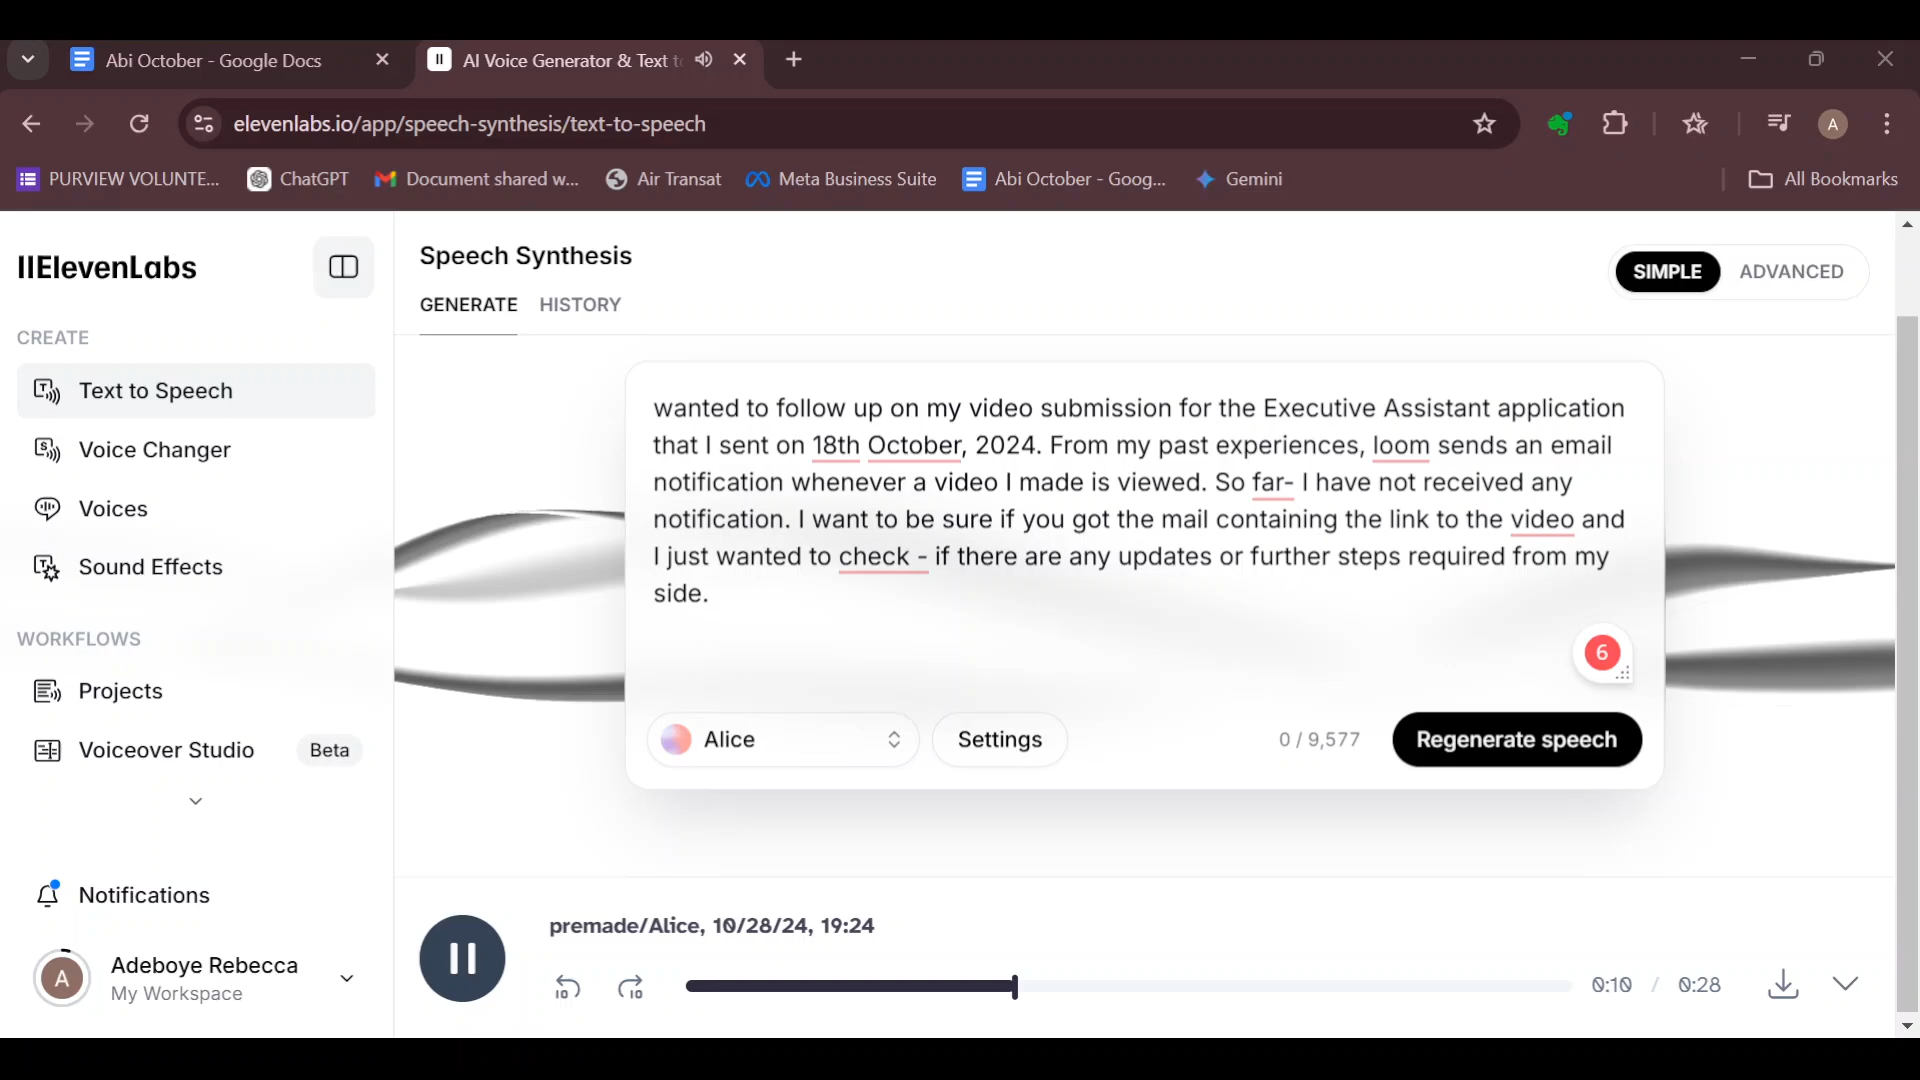 Abi October - Google Docs
AI Voice Generator & Text to
elevenlabs.io/app/speech-synthesis/text-to-speech
A
PURVIEW VOLUNTE...
ChatGPT
Document shared w...
Air Transat
Meta Business Suite
Abi October - Goog...
Gemini
All Bookmarks
IIElevenLabs
CREATE
Text to Speech
Voice Changer
Voices
Sound Effects
WORKFLOWS
Projects
Voiceover Studio Beta
Notifications
A
Adeboye Rebecca
My Workspace
Speech Synthesis
SIMPLE ADVANCED
GENERATE HISTORY
wanted to follow up on my video submission for the Executive Assistant application
that I sent on 18th October, 2024. From my past experiences, loom sends an email
notification whenever a video I made is viewed. So far- I have not received any
notification. I want to be sure if you got the mail containing the link to the video and
I just wanted to check - if there are any updates or further steps required from my
side.
6
Alice
Settings
0 / 9,577
Regenerate speech
premade/Alice, 10/28/24, 19:24
10 10
0:10 / 0:28